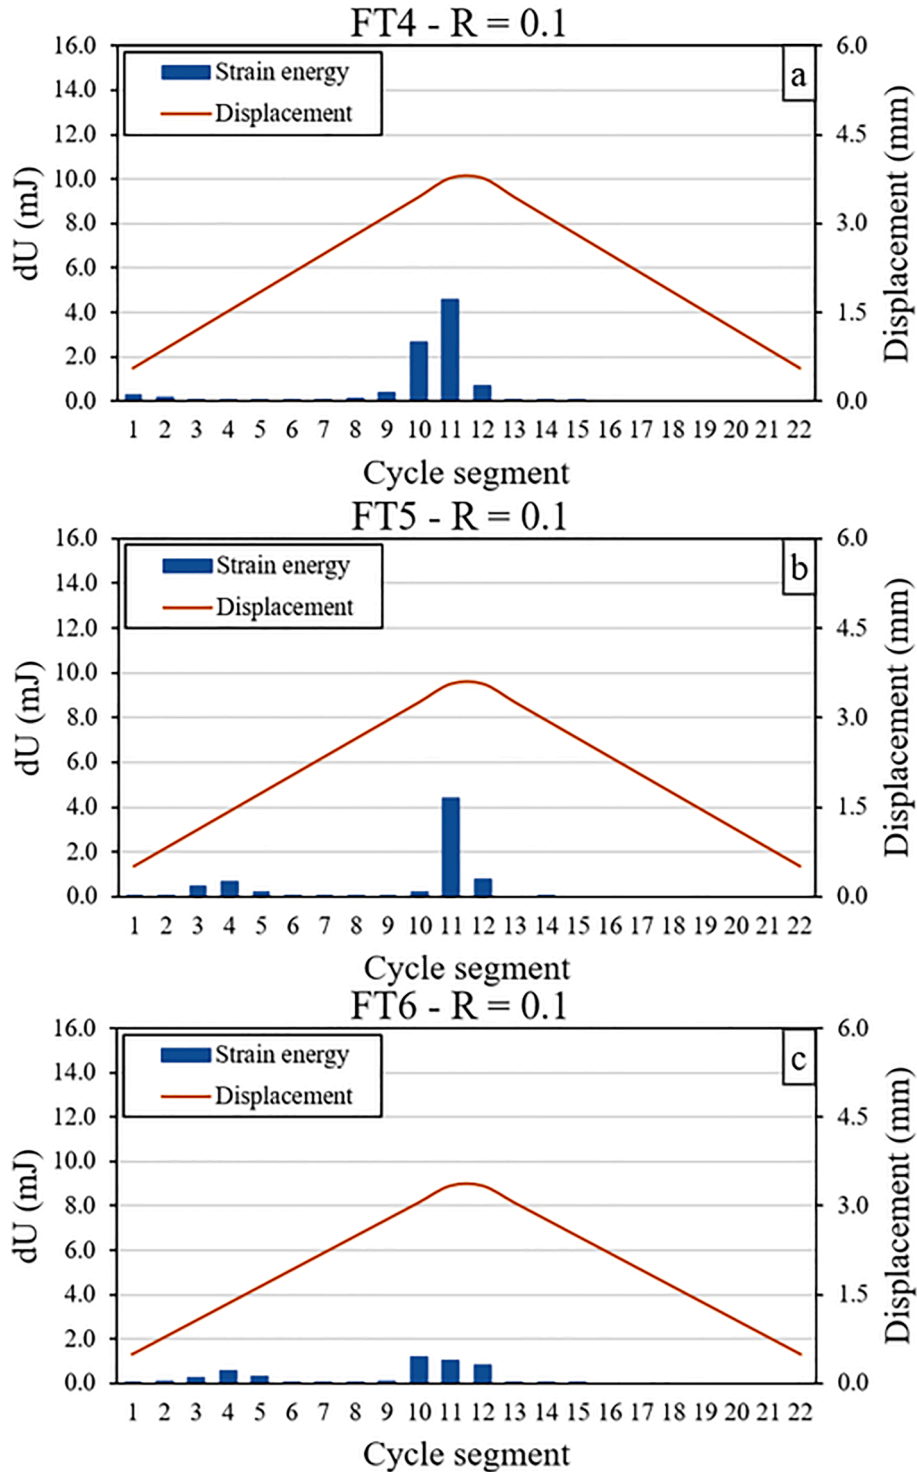 FT4 - R = 0.1
16.0
14.0
12.0
10.0
8.0
6.0
4.0
2.0
0.0
dU (mJ)
Strain energy
Displacement
a
6.0
4.5
3.0
1.5
0.0
Displacement (mm)
1 2 3 4 5 6 7 8 9 10 11 12 13 14 15 16 17 18 19 20 21 22
Cycle segment
FT5 - R = 0.1
16.0
14.0
12.0
10.0
8.0
6.0
4.0
2.0
0.0
dU (mJ)
Strain energy
Displacement
b
6.0
4.5
3.0
1.5
0.0
Displacement (mm)
1 2 3 4 5 6 7 8 9 10 11 12 13 14 15 16 17 18 19 20 21 22
Cycle segment
FT6 - R = 0.1
16.0
14.0
12.0
10.0
8.0
6.0
4.0
2.0
0.0
dU (mJ)
Strain energy
Displacement
c
6.0
4.5
3.0
1.5
0.0
Displacement (mm)
1 2 3 4 5 6 7 8 9 10 11 12 13 14 15 16 17 18 19 20 21 22
Cycle segment